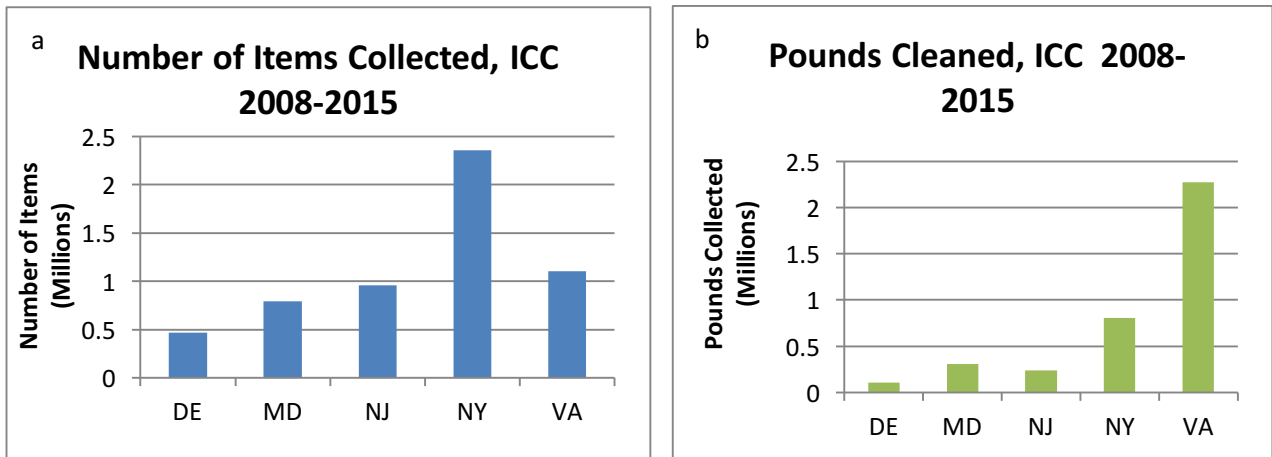 a
Number of Items Collected, ICC
2008-2015
Number of Items
(Millions)
2.5
2
1.5
1
0.5
0
DE MD NJ NY VA
b
Pounds Cleaned, ICC 2008-
2015
Pounds Collected
(Millions)
2.5
2
1.5
1
0.5
0
DE MD NJ NY VA